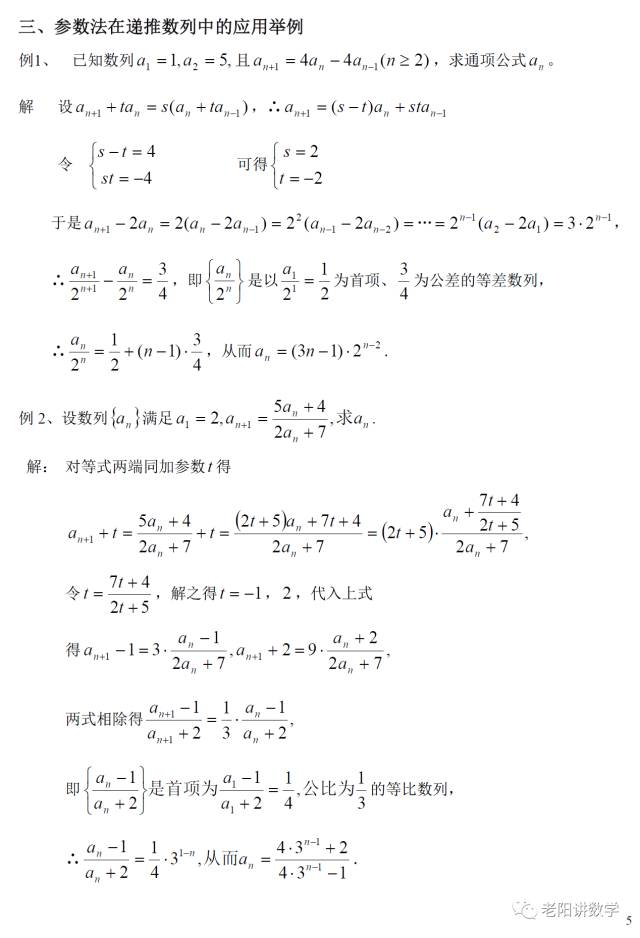 三、参数法在递推数列中的应用举例
例1、 已知数列 $a_1=1,a_2=5$, 且 $a_{n+1}=4a_n-4a_{n-1}(n\geq 2)$，求通项公式 $a_n$。
解 设 $a_{n+1}+ta_n=s(a_n+ta_{n-1})$，∴ $a_{n+1}=(s-t)a_n+sta_{n-1}$
令 $\begin{cases}s-t=4\\st=-4\end{cases}$ 可得 $\begin{cases}s=2\\t=-2\end{cases}$
于是 $a_{n+1}-2a_n=2(a_n-2a_{n-1})=2^2(a_{n-1}-2a_{n-2})=\cdots=2^{n-1}(a_2-2a_1)=3\cdot 2^{n-1}$，
∴ $\frac{a_{n+1}}{2^{n+1}}-\frac{a_n}{2^n}=\frac{3}{4}$，即 $\left\{\frac{a_n}{2^n}\right\}$ 是以 $\frac{a_1}{2^1}=\frac{1}{2}$ 为首项、$\frac{3}{4}$ 为公差的等差数列，
∴ $\frac{a_n}{2^n}=\frac{1}{2}+(n-1)\cdot\frac{3}{4}$，从而 $a_n=(3n-1)\cdot 2^{n-2}$.
例 2、设数列 $\{a_n\}$ 满足 $a_1=2,a_{n+1}=\frac{5a_n+4}{2a_n+7}$,求 $a_n$.
解： 对等式两端同加参数 $t$ 得
$a_{n+1}+t=\frac{5a_n+4}{2a_n+7}+t=\frac{(2t+5)a_n+7t+4}{2a_n+7}=(2t+5)\cdot\frac{a_n+\frac{7t+4}{2t+5}}{2a_n+7}$,
令 $t=\frac{7t+4}{2t+5}$，解之得 $t=-1$，2，代入上式
得 $a_{n+1}-1=3\cdot\frac{a_n-1}{2a_n+7},a_{n+1}+2=9\cdot\frac{a_n+2}{2a_n+7}$,
两式相除得 $\frac{a_{n+1}-1}{a_{n+1}+2}=\frac{1}{3}\cdot\frac{a_n-1}{a_n+2}$,
即 $\left\{\frac{a_n-1}{a_n+2}\right\}$ 是首项为 $\frac{a_1-1}{a_1+2}=\frac{1}{4}$,公比为 $\frac{1}{3}$ 的等比数列，
∴ $\frac{a_n-1}{a_n+2}=\frac{1}{4}\cdot 3^{1-n}$,从而 $a_n=\frac{4\cdot 3^{n-1}+2}{4\cdot 3^{n-1}-1}$.
老阳讲数学
5